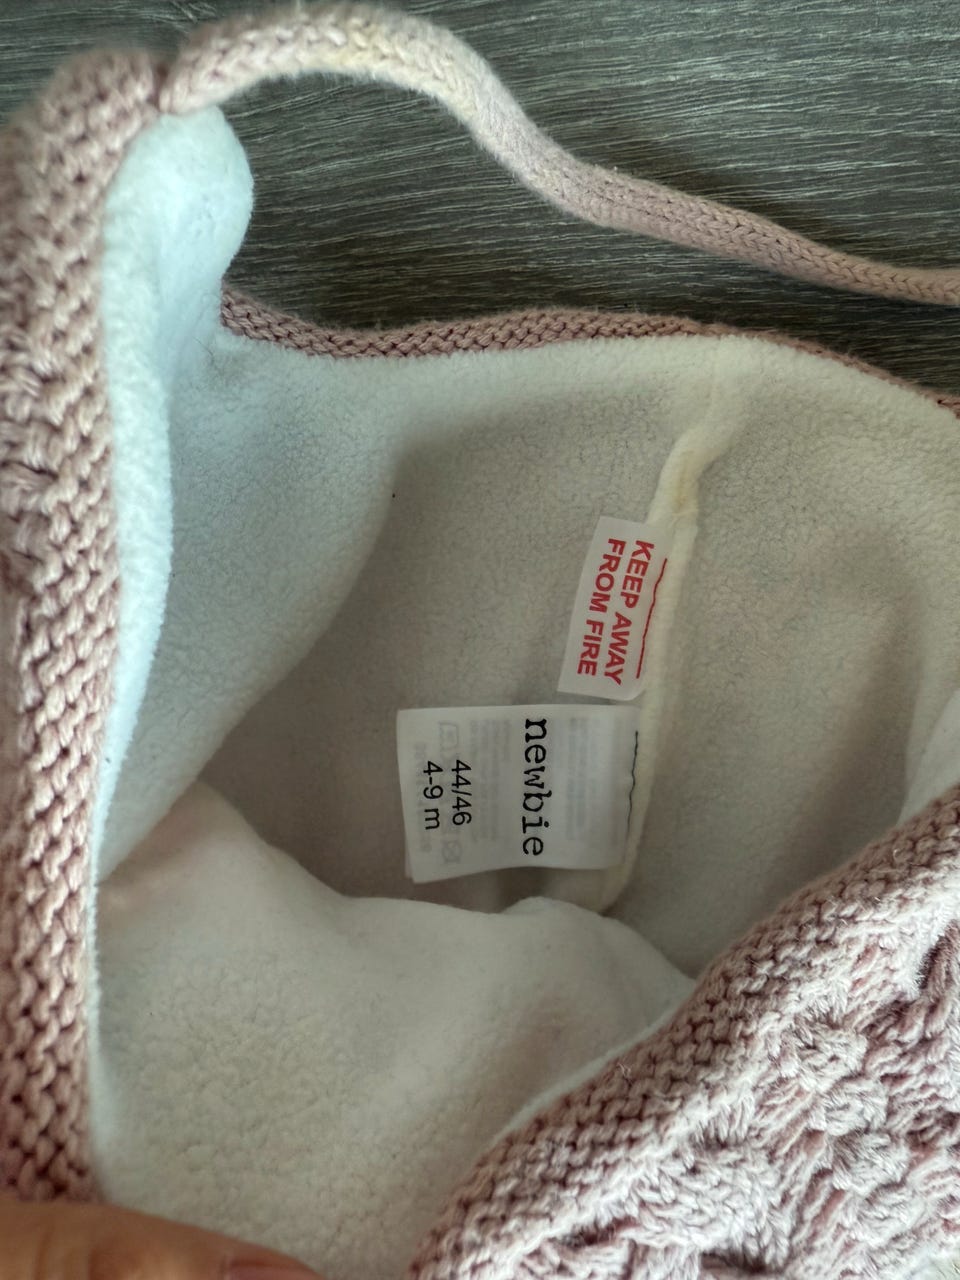 KEEP AWAY
FROM FIRE
newbie
44/46
4-9 m